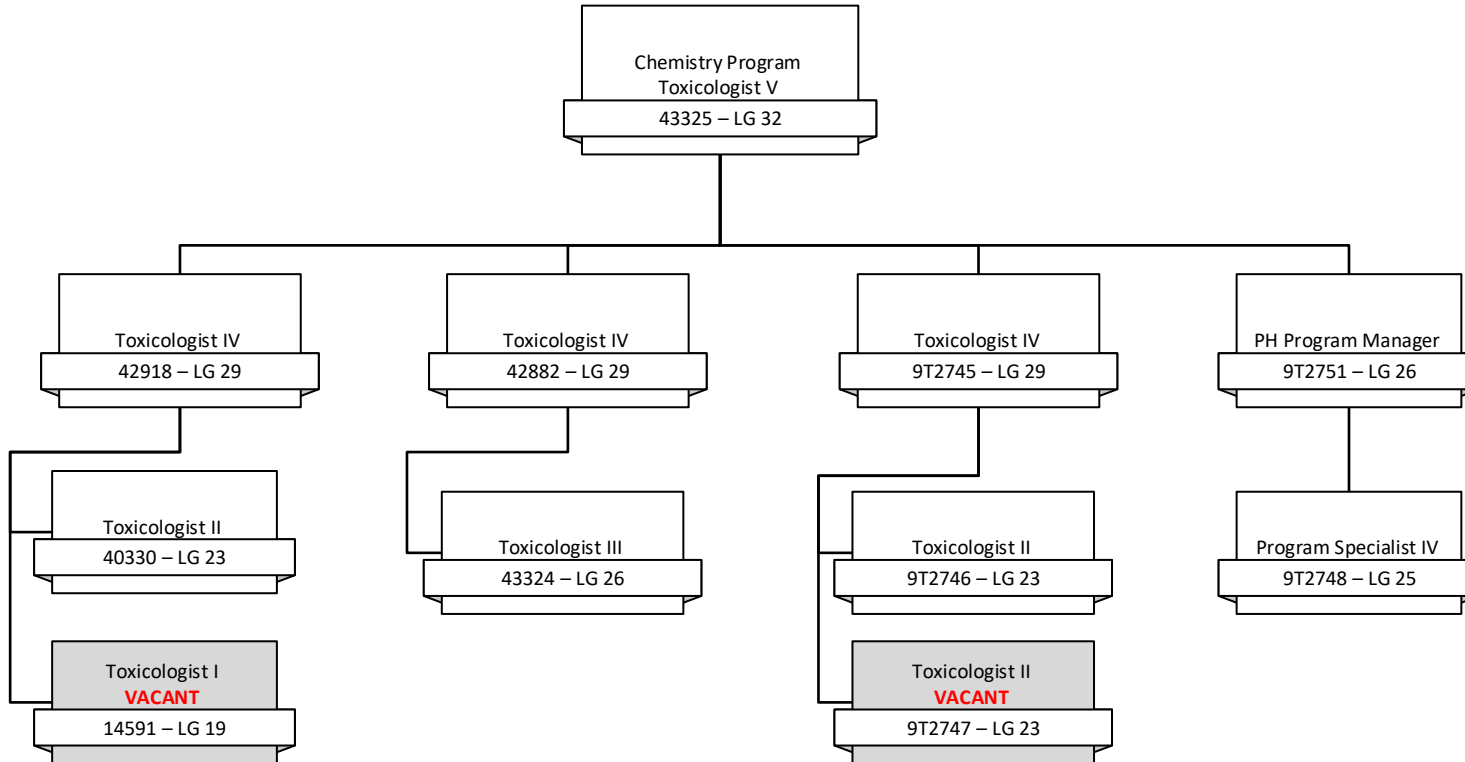 Chemistry Program
Toxicologist V
43325 – LG 32
Toxicologist IV
42918 – LG 29
Toxicologist IV
42882 – LG 29
Toxicologist IV
9T2745 – LG 29
PH Program Manager
9T2751 – LG 26
Toxicologist II
40330 – LG 23
Toxicologist III
43324 – LG 26
Toxicologist II
9T2746 – LG 23
Program Specialist IV
9T2748 – LG 25
Toxicologist I
VACANT
14591 – LG 19
Toxicologist II
VACANT
9T2747 – LG 23